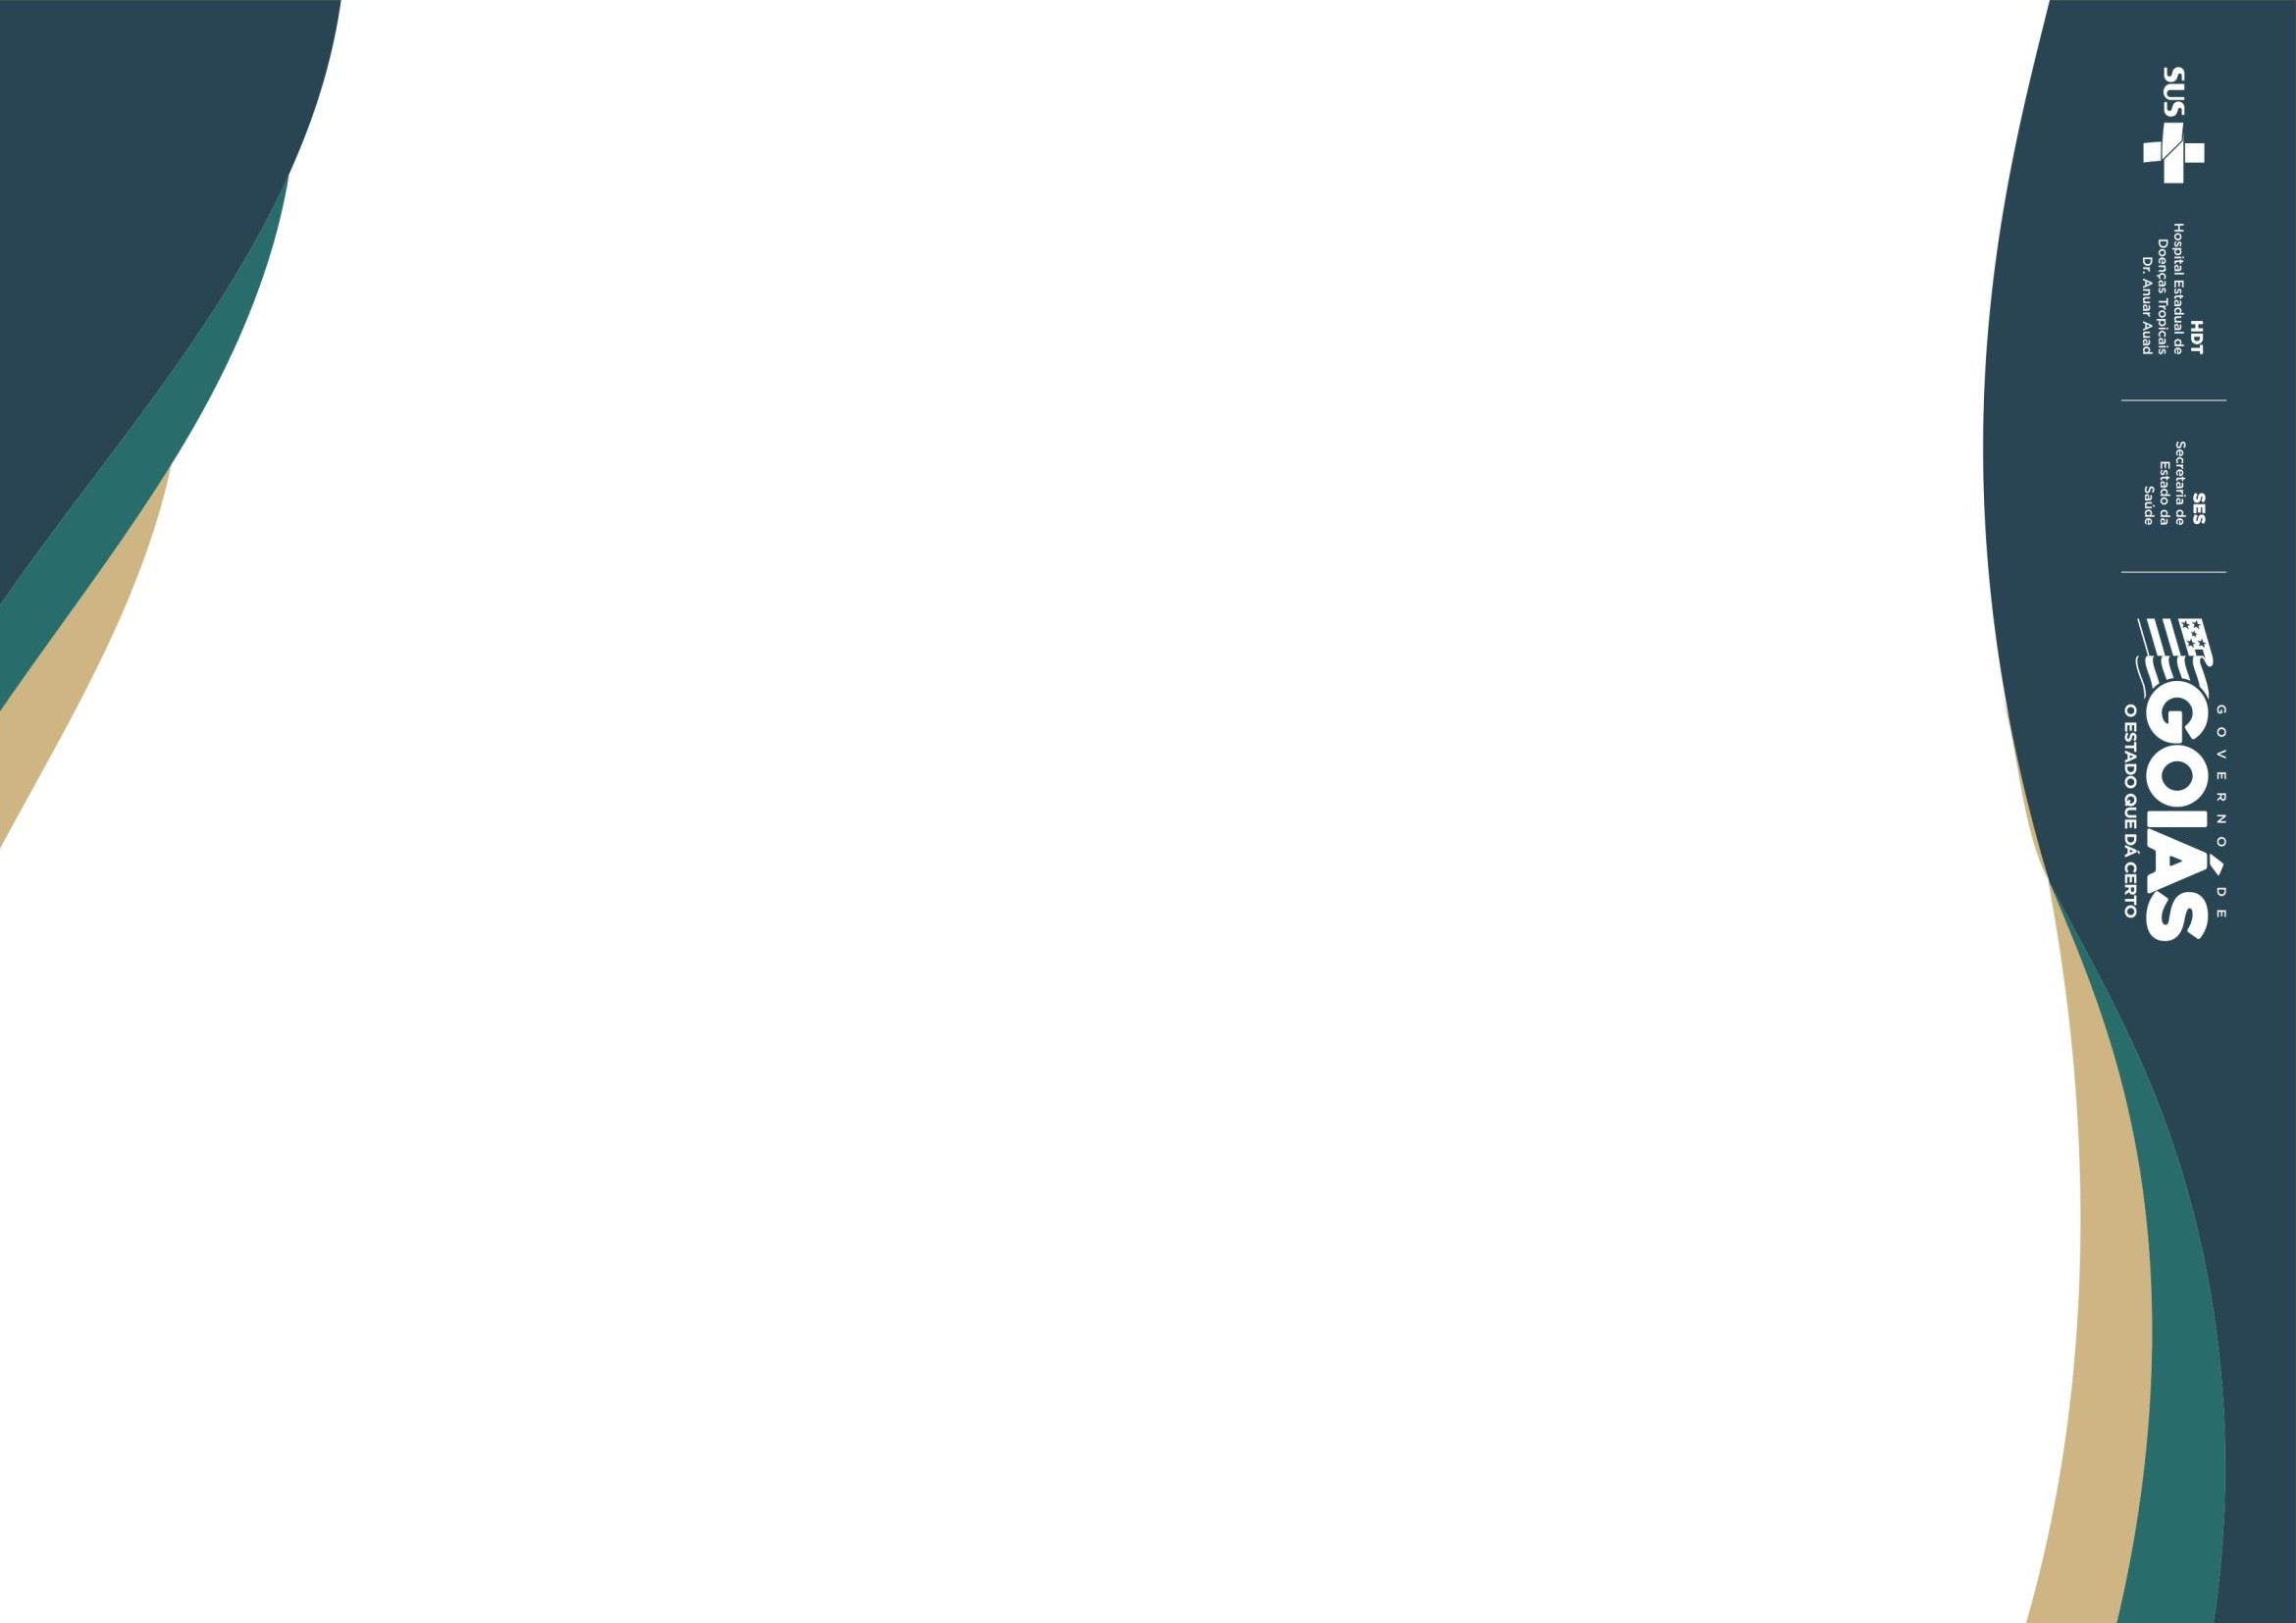 SUS
HDT
Hospital Estadual de
Doenças Tropicais
Dr. Anuar Auad
SES
Secretaria de
Estado da
Saúde
GOVERNO DE
GOIÁS
O ESTADO QUE DÁ CERTO